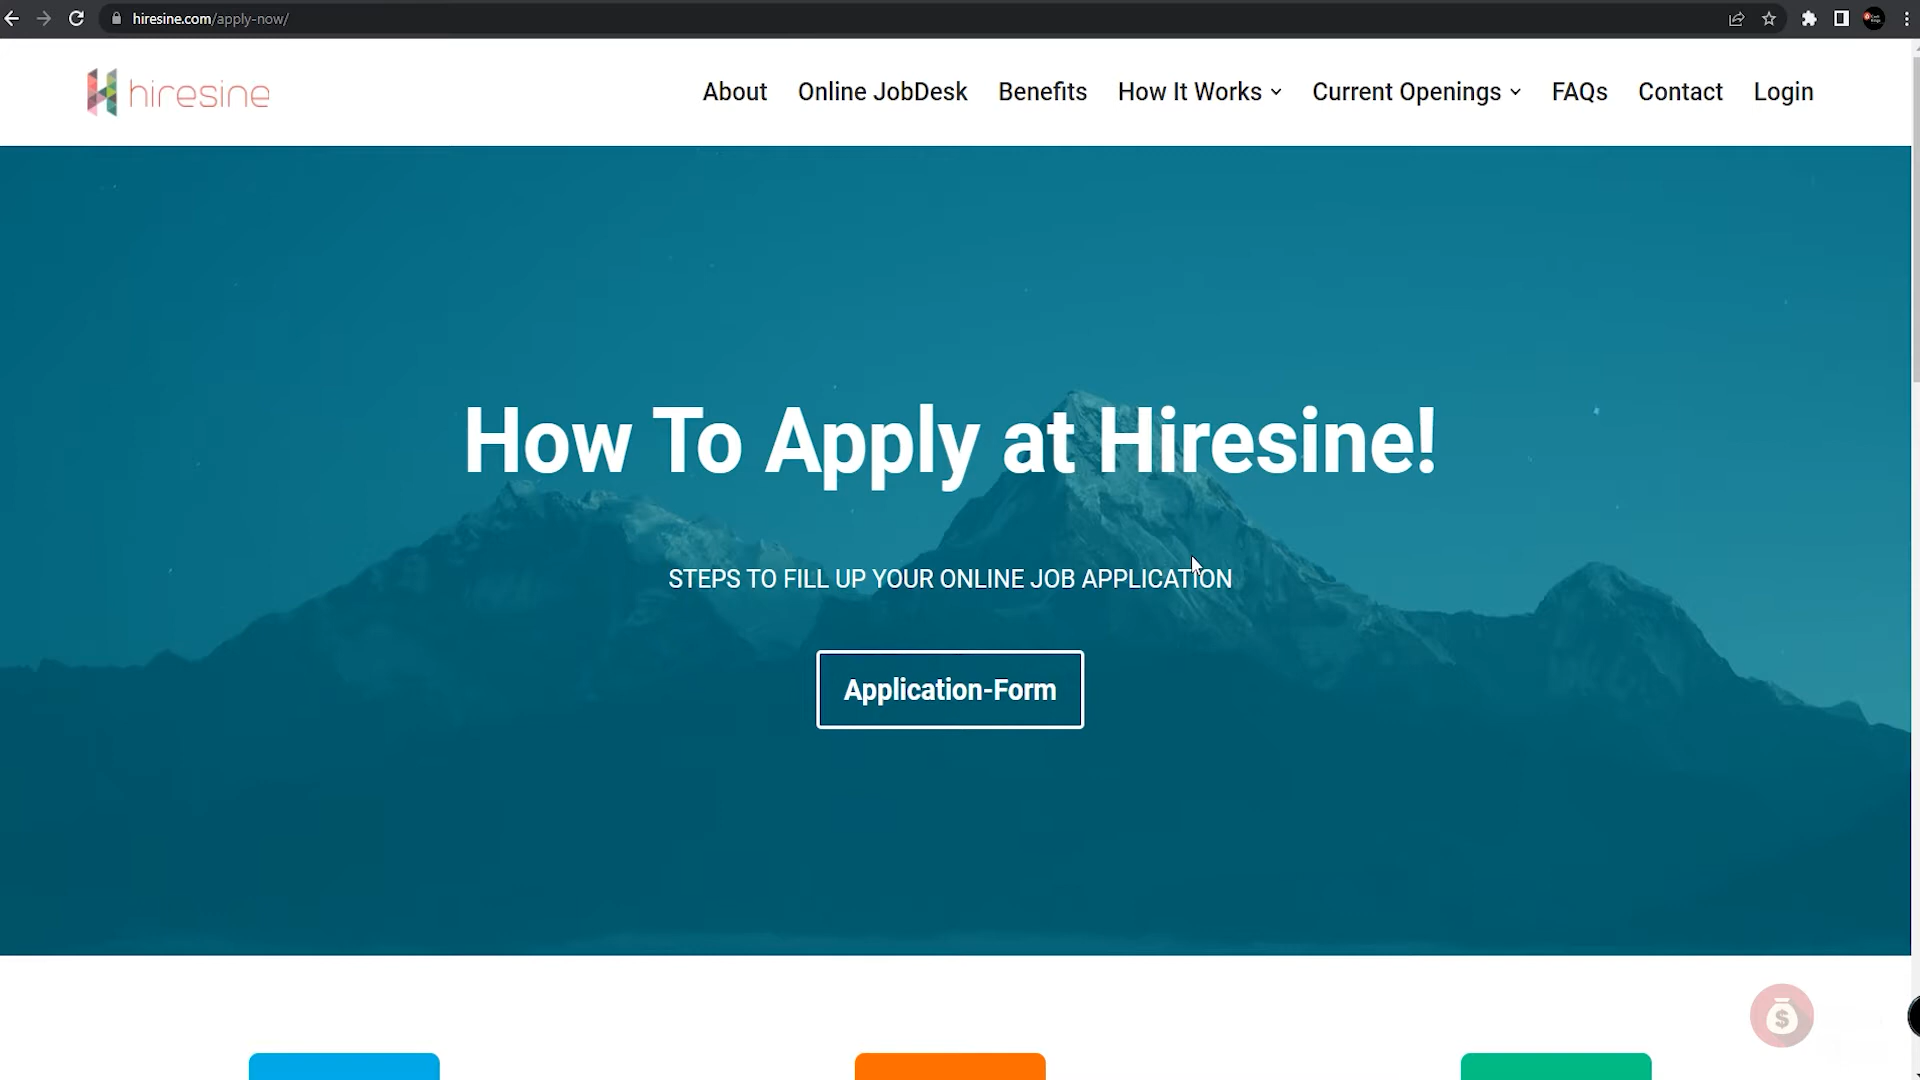 hiresine.com/apply-now/
hiresine
About Online JobDesk Benefits How It Works Current Openings FAQs Contact Login
How To Apply at Hiresine!
STEPS TO FILL UP YOUR ONLINE JOB APPLICATION
Application-Form
$